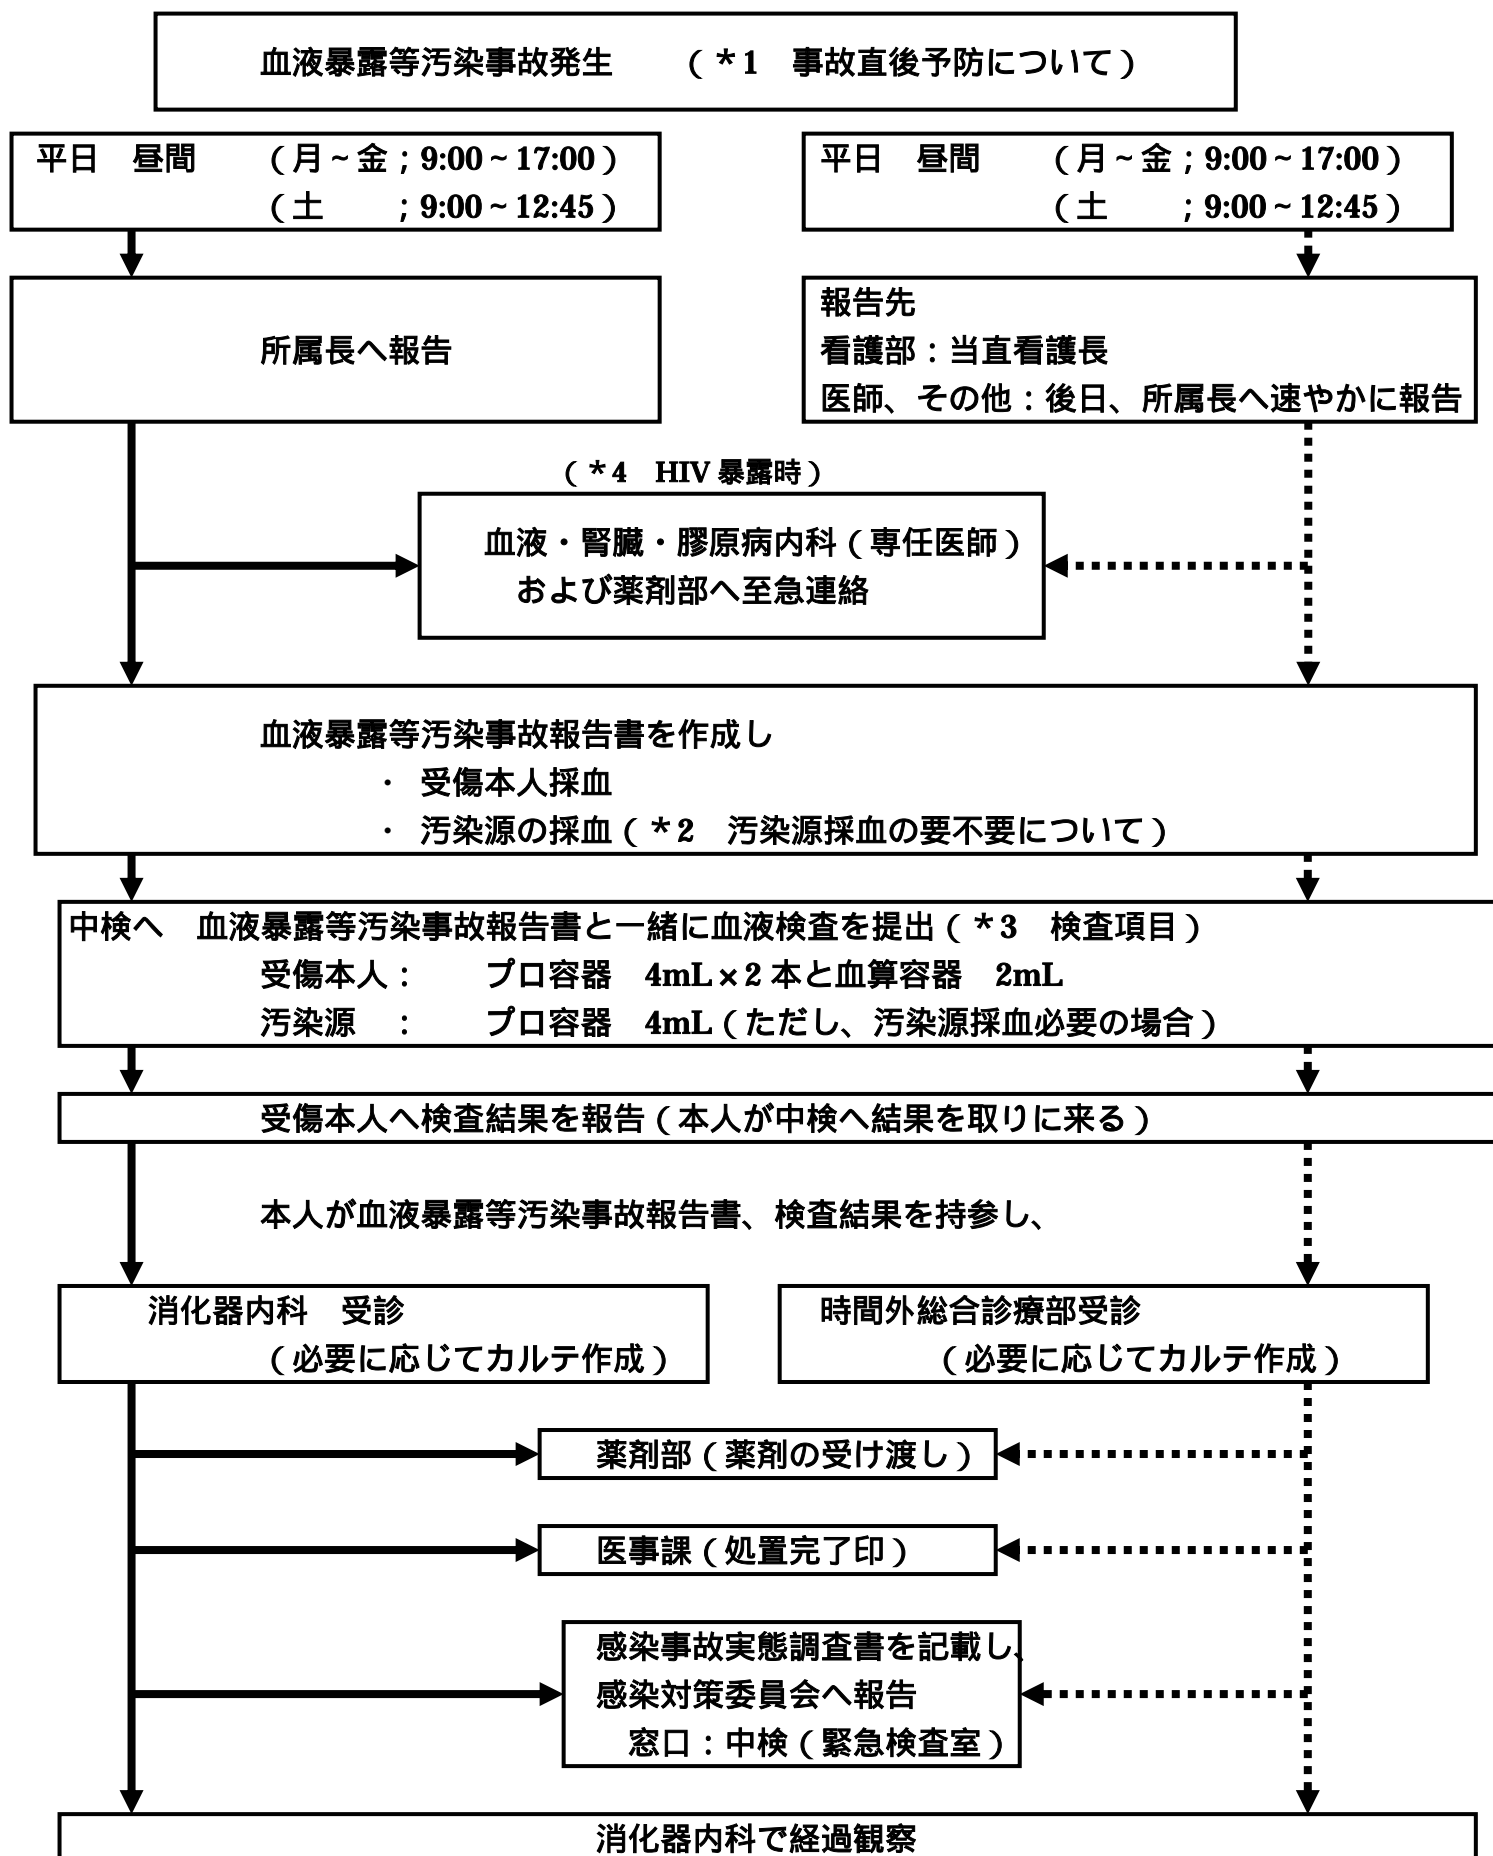 血液暴露等汚染事故発生　　（＊1　事故直後予防について）
平日　昼間　　（月～金；9:00～17:00）
（土　　；9:00～12:45）
平日　昼間　　（月～金；9:00～17:00）
（土　　；9:00～12:45）
所属長へ報告
報告先
看護部：当直看護長
医師、その他：後日、所属長へ速やかに報告
（＊4　HIV 暴露時）
血液・腎臓・膠原病内科（専任医師）
および薬剤部へ至急連絡
血液暴露等汚染事故報告書を作成し
・ 受傷本人採血
・ 汚染源の採血（＊2　汚染源採血の要不要について）
中検へ　血液暴露等汚染事故報告書と一緒に血液検査を提出（＊3　検査項目）
受傷本人：　　プロ容器　4mL×2 本と血算容器　2mL
汚染源　：　　プロ容器　4mL（ただし、汚染源採血必要の場合）
受傷本人へ検査結果を報告（本人が中検へ結果を取りに来る）
本人が血液暴露等汚染事故報告書、検査結果を持参し、
消化器内科　受診
（必要に応じてカルテ作成）
時間外総合診療部受診
（必要に応じてカルテ作成）
薬剤部（薬剤の受け渡し）
医事課（処置完了印）
感染事故実態調査書を記載し、
感染対策委員会へ報告
窓口：中検（緊急検査室）
消化器内科で経過観察